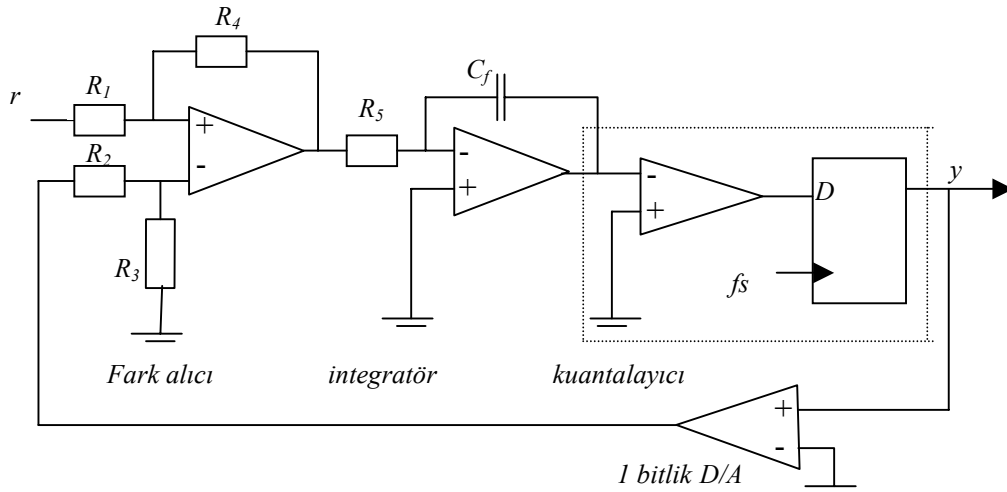 R4
r
R1
Cf
R5
+
-
R2
-
+
-
+
D
y
R3
fs
Fark alıcı
integratör
kuantalayıcı
+
-
1 bitlik D/A